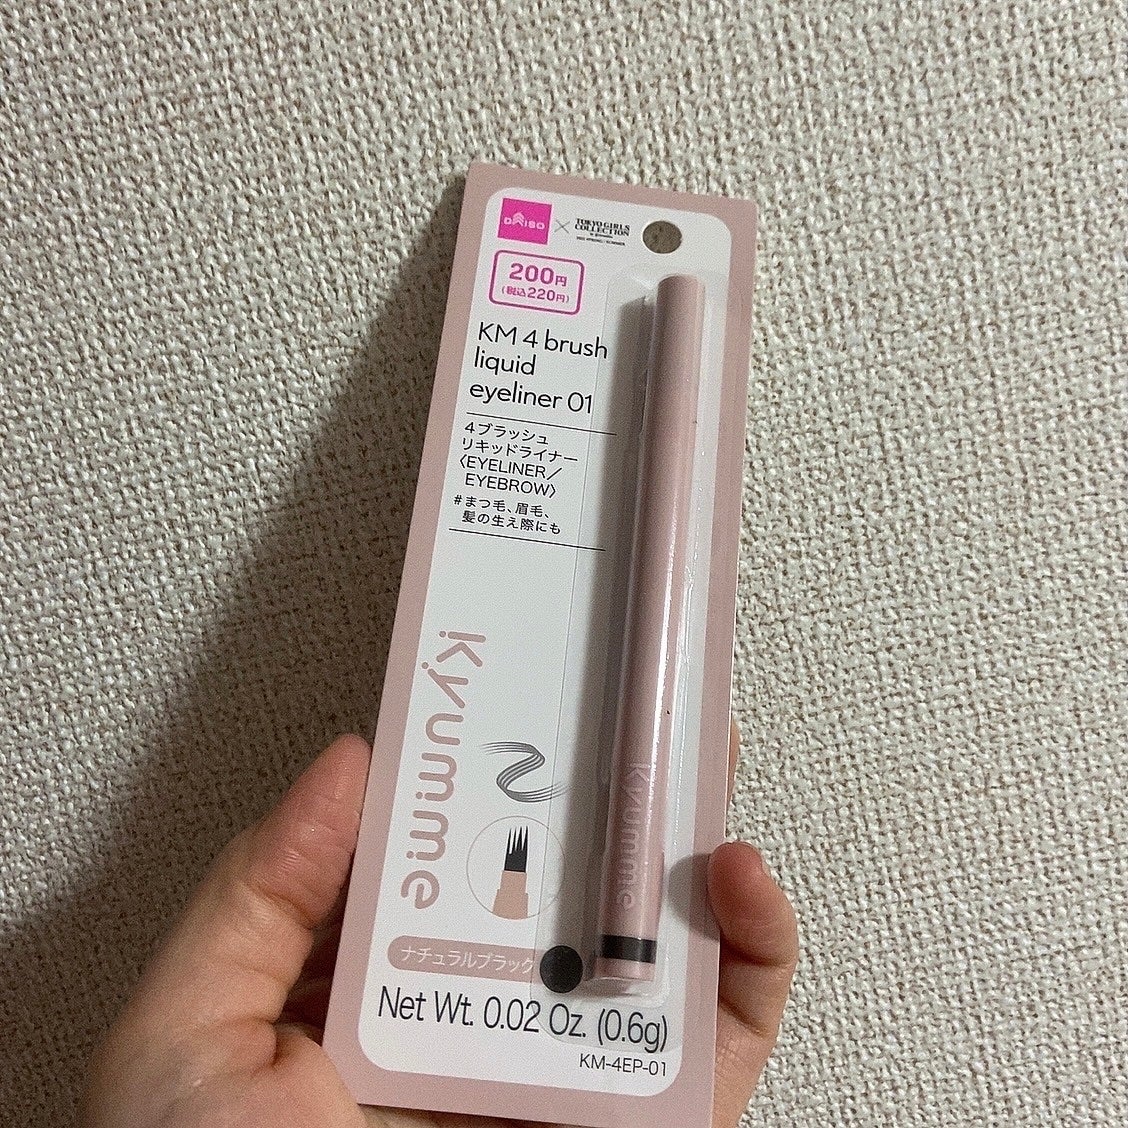 DAISO × TOKYO GIRLS
COLLECTION
200円
(税込220円)
KM 4 brush
liquid
eyeliner 01
4ブラッシュ
リキッドライナー
〈EYELINER/
EYEBROW〉
#まつ毛、眉毛、
髪の生え際にも
Kyumme
Kyumme
ナチュラルブラック
Net Wt. 0.02 Oz. (0.6g)
KM-4EP-01